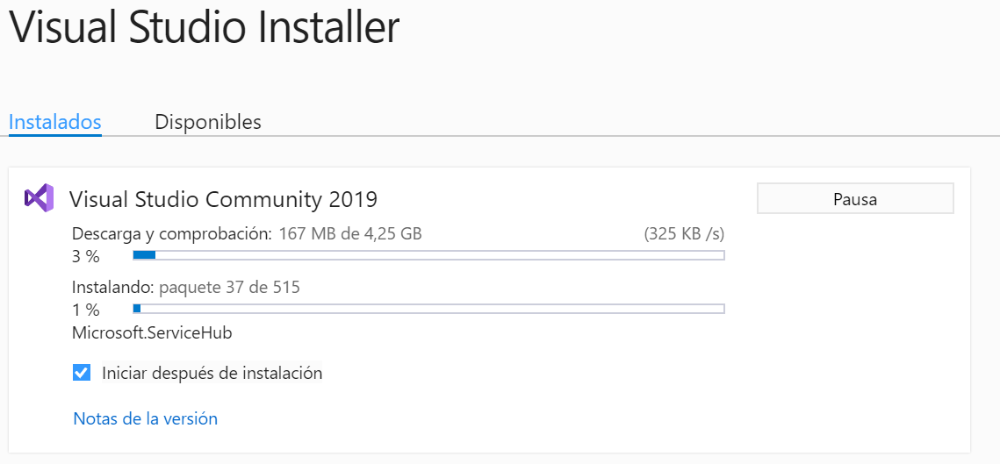 Visual Studio Installer
Instalados Disponibles
Visual Studio Community 2019 Pausa
Descarga y comprobación: 167 MB de 4,25 GB (325 KB /s)
3 %
Instalando: paquete 37 de 515
1 %
Microsoft.ServiceHub
Iniciar después de instalación
Notas de la versión